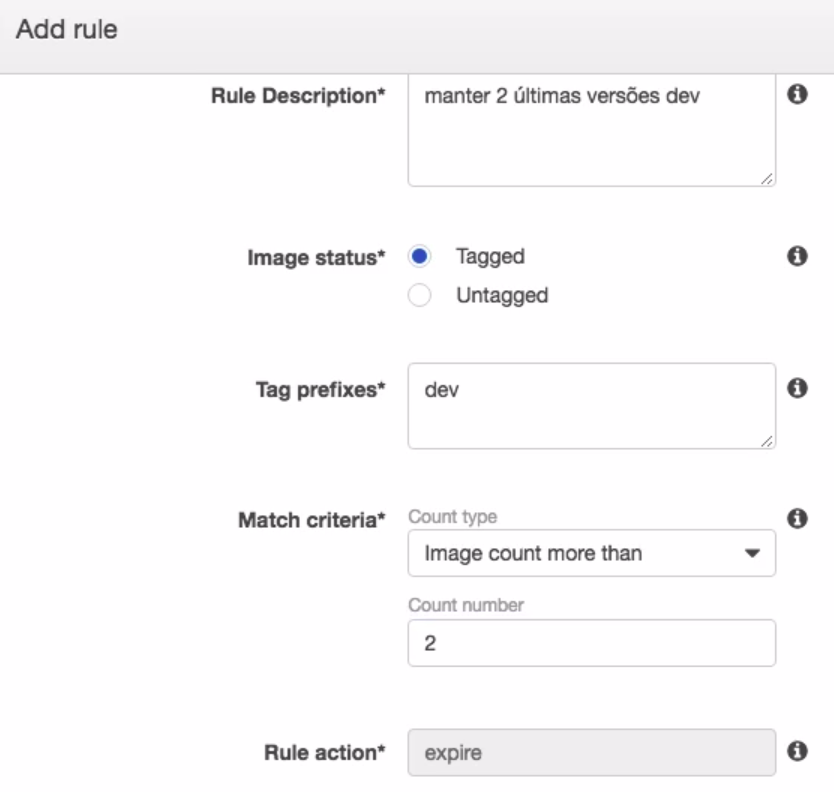 Add rule
Rule Description* manter 2 últimas versões dev
Image status* Tagged
Untagged
Tag prefixes* dev
Match criteria* Count type
Image count more than
Count number
2
Rule action* expire